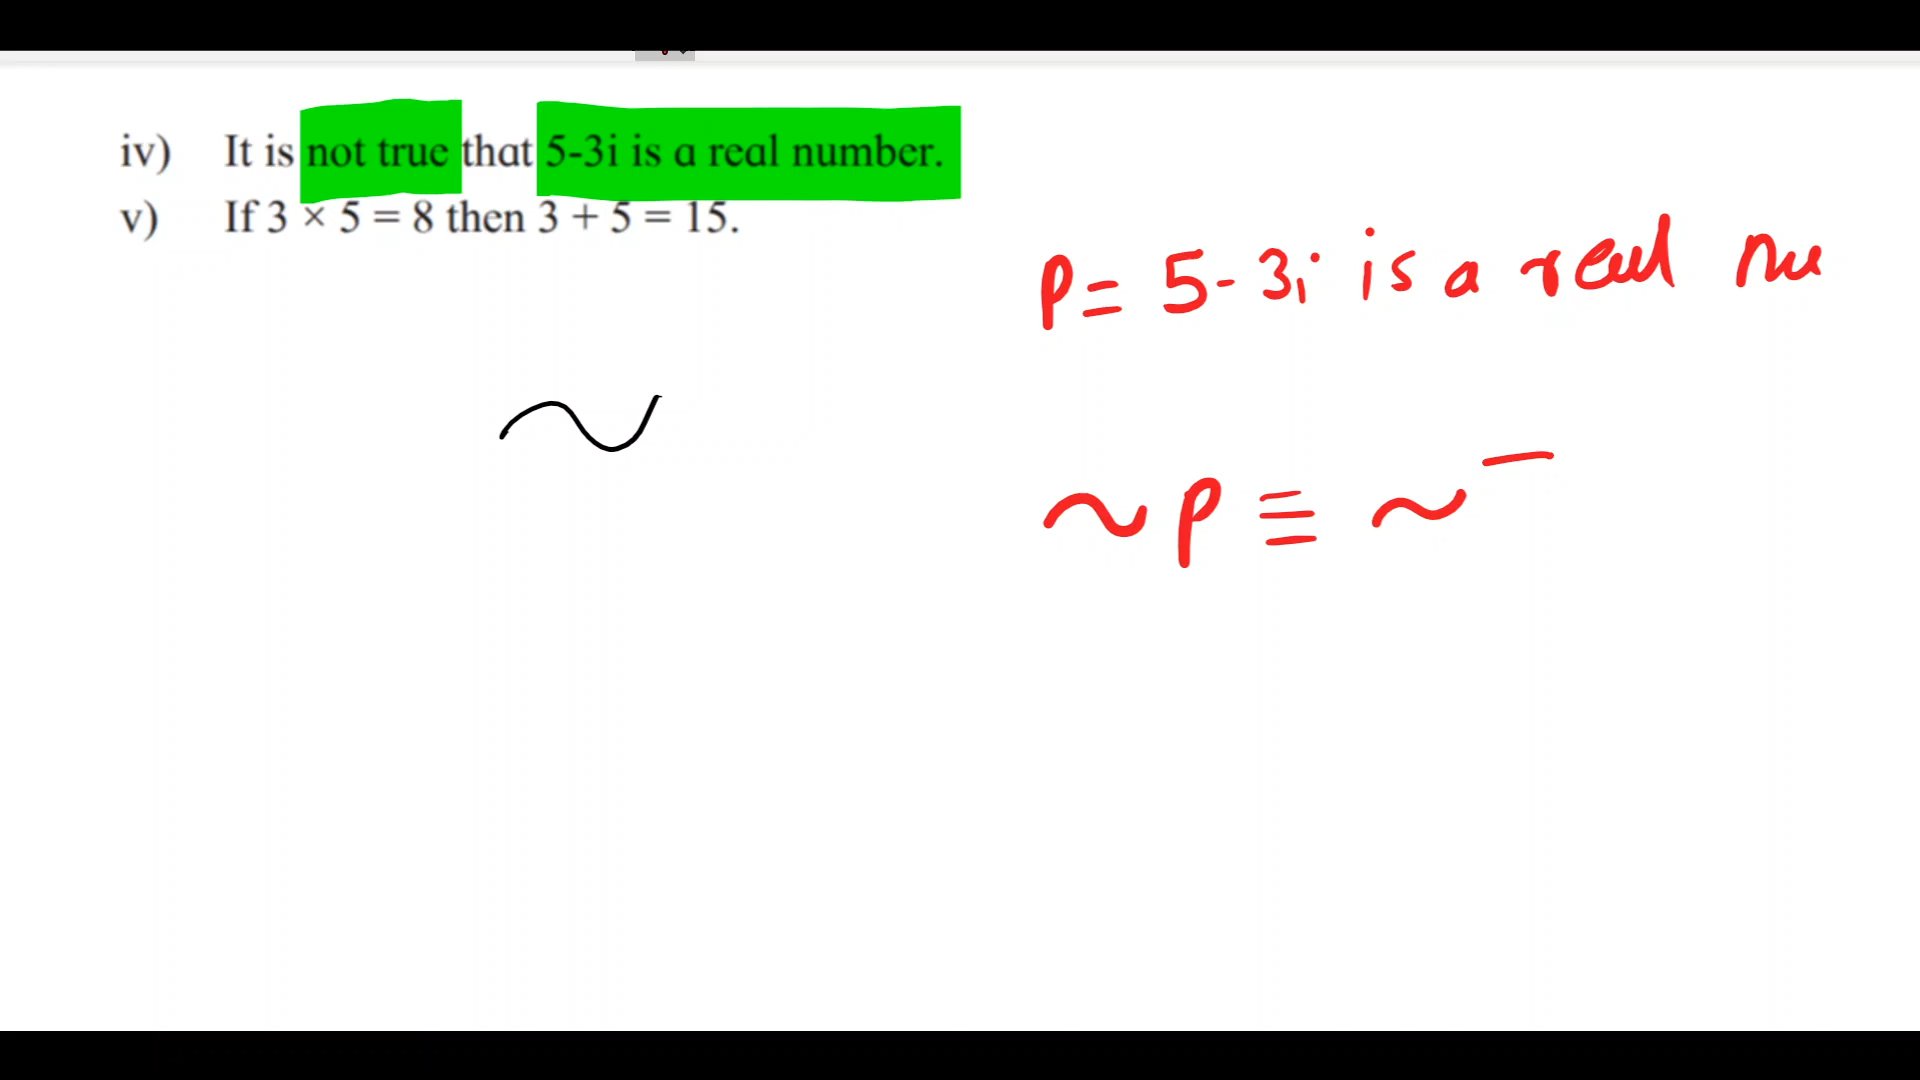 iv) It is not true that 5-3i is a real number.
v) If 3 × 5 = 8 then 3 + 5 = 15.
p = 5-3i is a real nu
~
~p ≡ ~